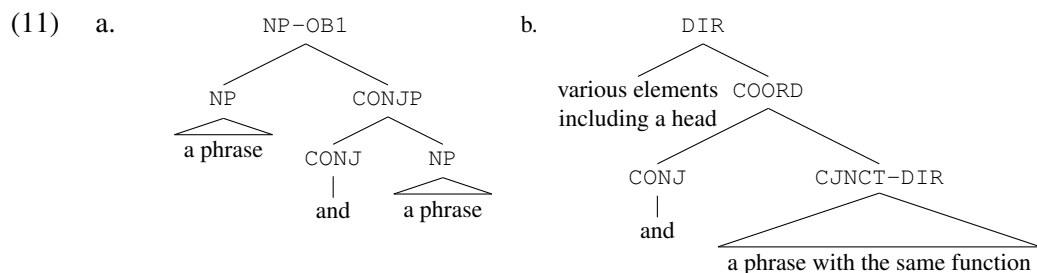 (11) a. NP-OB1 b. DIR
NP CONJP various elements COORD
including a head
a phrase CONJ NP CONJ CJNCT-DIR
and a phrase and
a phrase with the same function